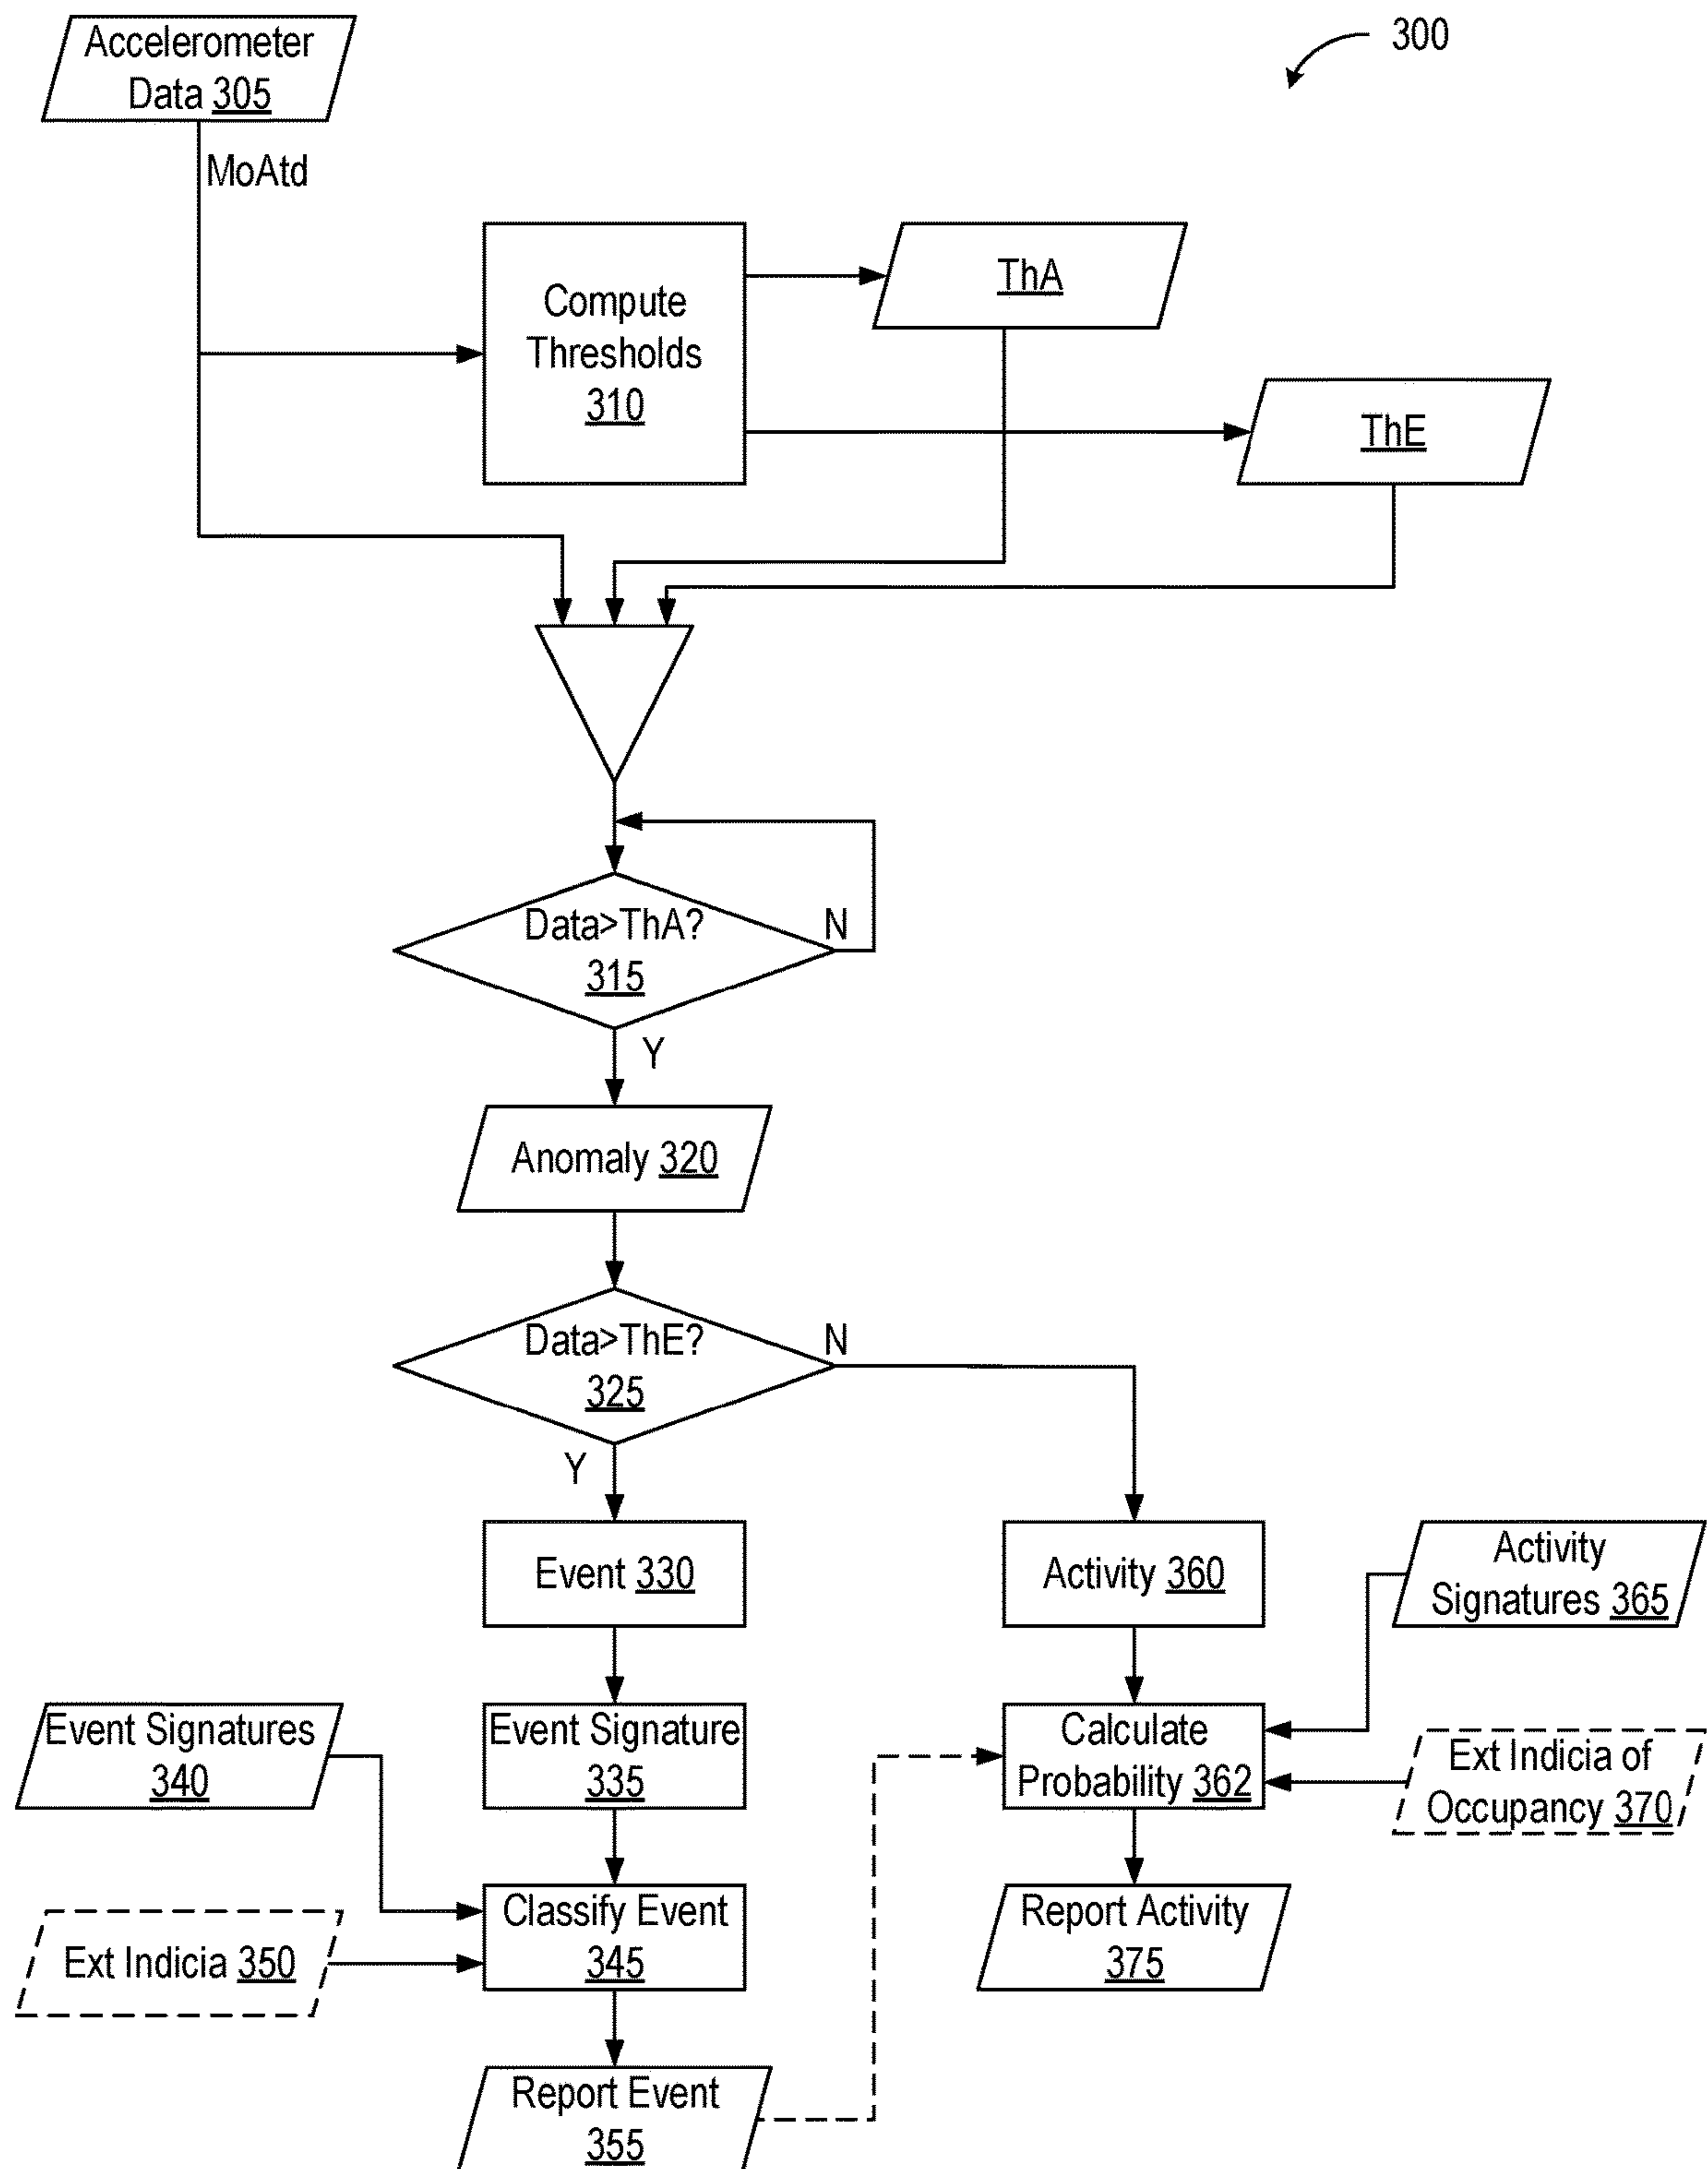 Accelerometer
Data 305
300
MoAtd
Compute
Thresholds
310
ThA
ThE
Data>ThA?
315
N
Y
Anomaly 320
Data>ThE?
325
N
Y
Event 330
Activity 360
Activity
Signatures 365
Event Signatures
340
Event Signature
335
Calculate
Probability 362
Ext Indicia of
Occupancy 370
Classify Event
345
Ext Indicia 350
Report Activity
375
Report Event
355